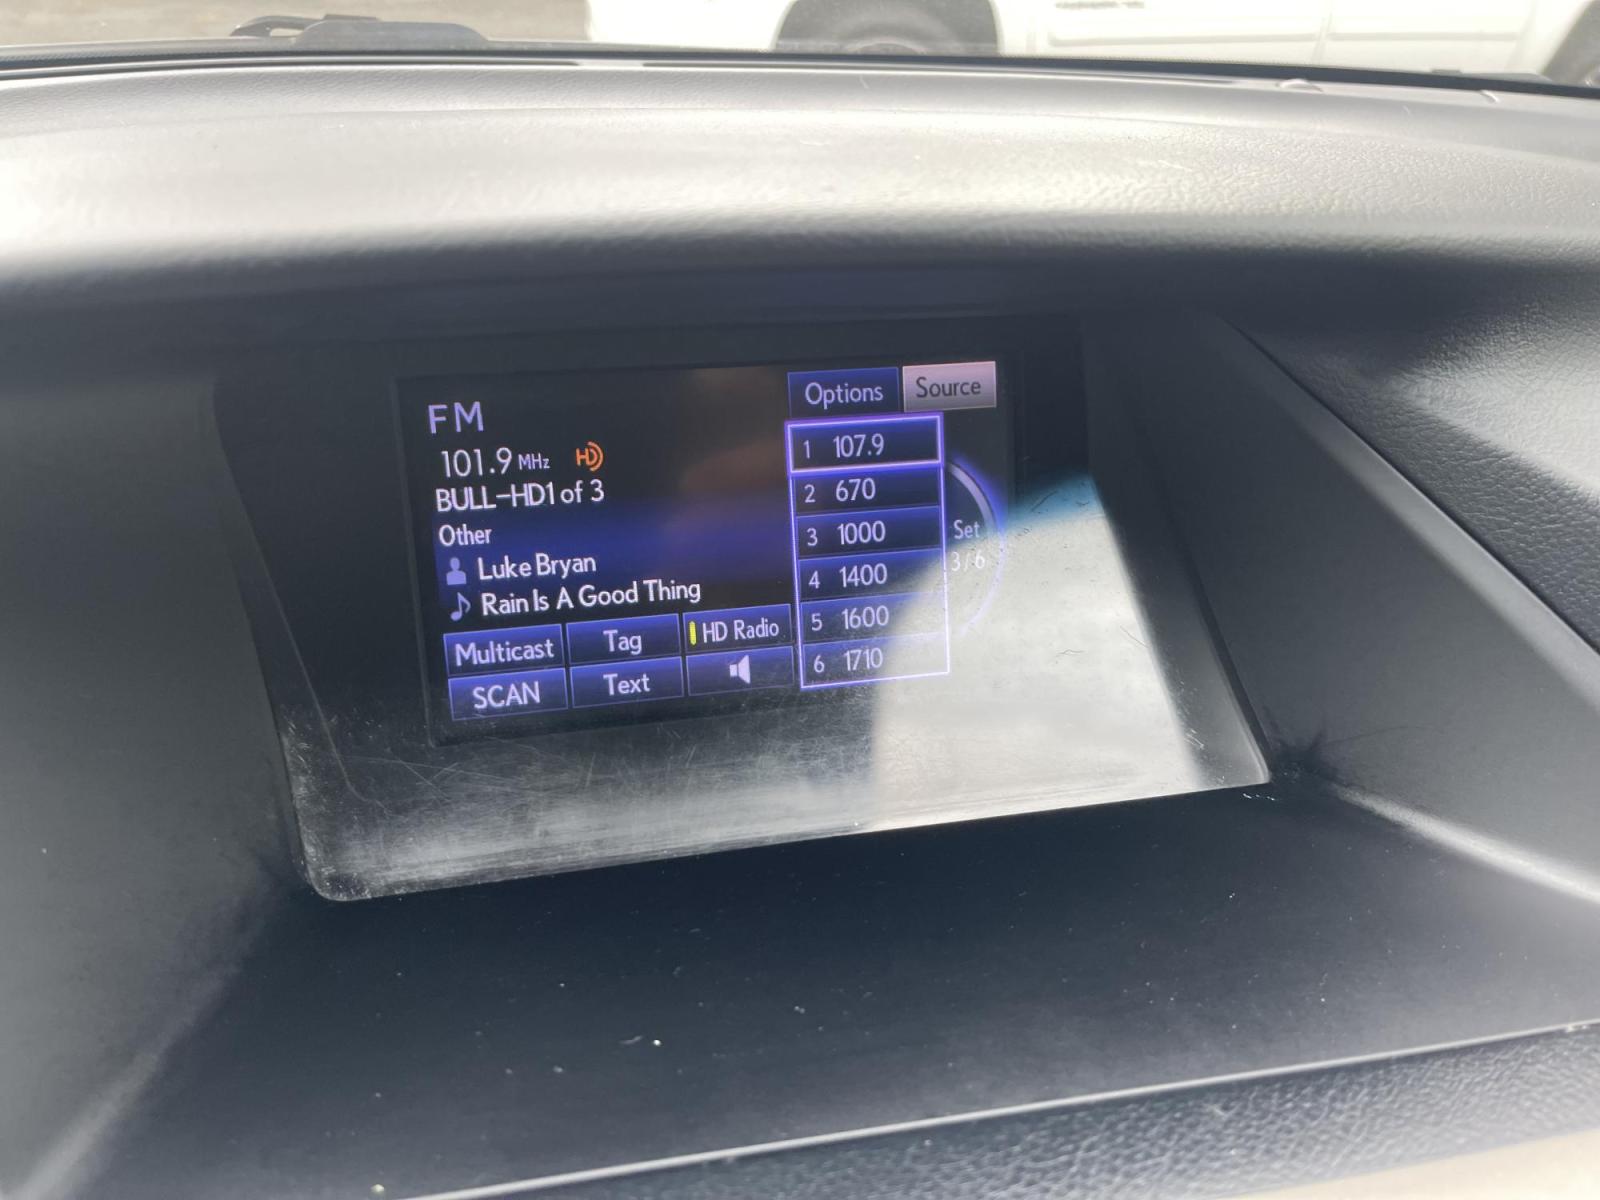 FM
101.9 MHz HD
BULL-HD1 of 3
Other
Luke Bryan
Rain Is A Good Thing
Multicast Tag HD Radio
SCAN Text
Options Source
1 107.9
2 670
3 1000
4 1400
5 1600
6 1710
Set
3/6